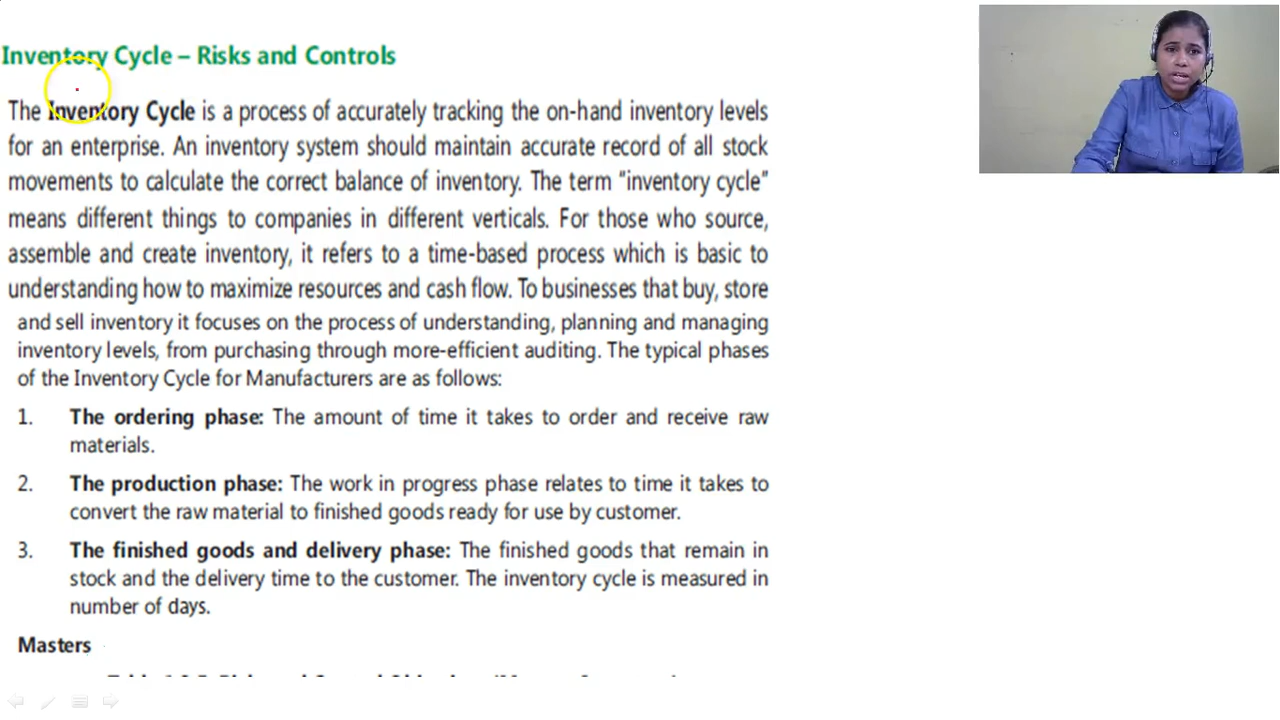 Inventory Cycle – Risks and Controls
The Inventory Cycle is a process of accurately tracking the on-hand inventory levels
for an enterprise. An inventory system should maintain accurate record of all stock
movements to calculate the correct balance of inventory. The term "inventory cycle"
means different things to companies in different verticals. For those who source,
assemble and create inventory, it refers to a time-based process which is basic to
understanding how to maximize resources and cash flow. To businesses that buy, store
and sell inventory it focuses on the process of understanding, planning and managing
inventory levels, from purchasing through more-efficient auditing. The typical phases
of the Inventory Cycle for Manufacturers are as follows:
1. The ordering phase: The amount of time it takes to order and receive raw
materials.
2. The production phase: The work in progress phase relates to time it takes to
convert the raw material to finished goods ready for use by customer.
3. The finished goods and delivery phase: The finished goods that remain in
stock and the delivery time to the customer. The inventory cycle is measured in
number of days.
Masters